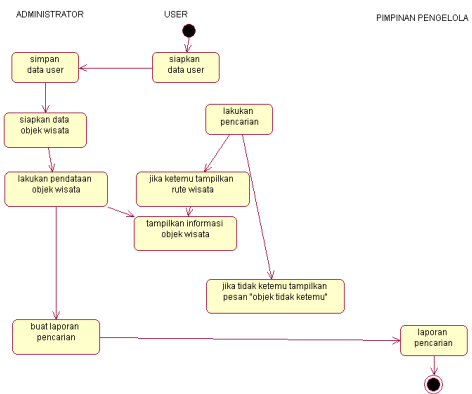 ADMINISTRATOR
USER
PIMPINAN PENGELOLA
simpan
data user
siapkan
data user
siapkan data
objek wisata
lakukan
pencarian
lakukan pendataan
objek wisata
jika ketemu tampilkan
rute wisata
tampilkan informasi
objek wisata
jika tidak ketemu tampilkan
pesan "objek tidak ketemu"
buat laporan
pencarian
laporan
pencarian